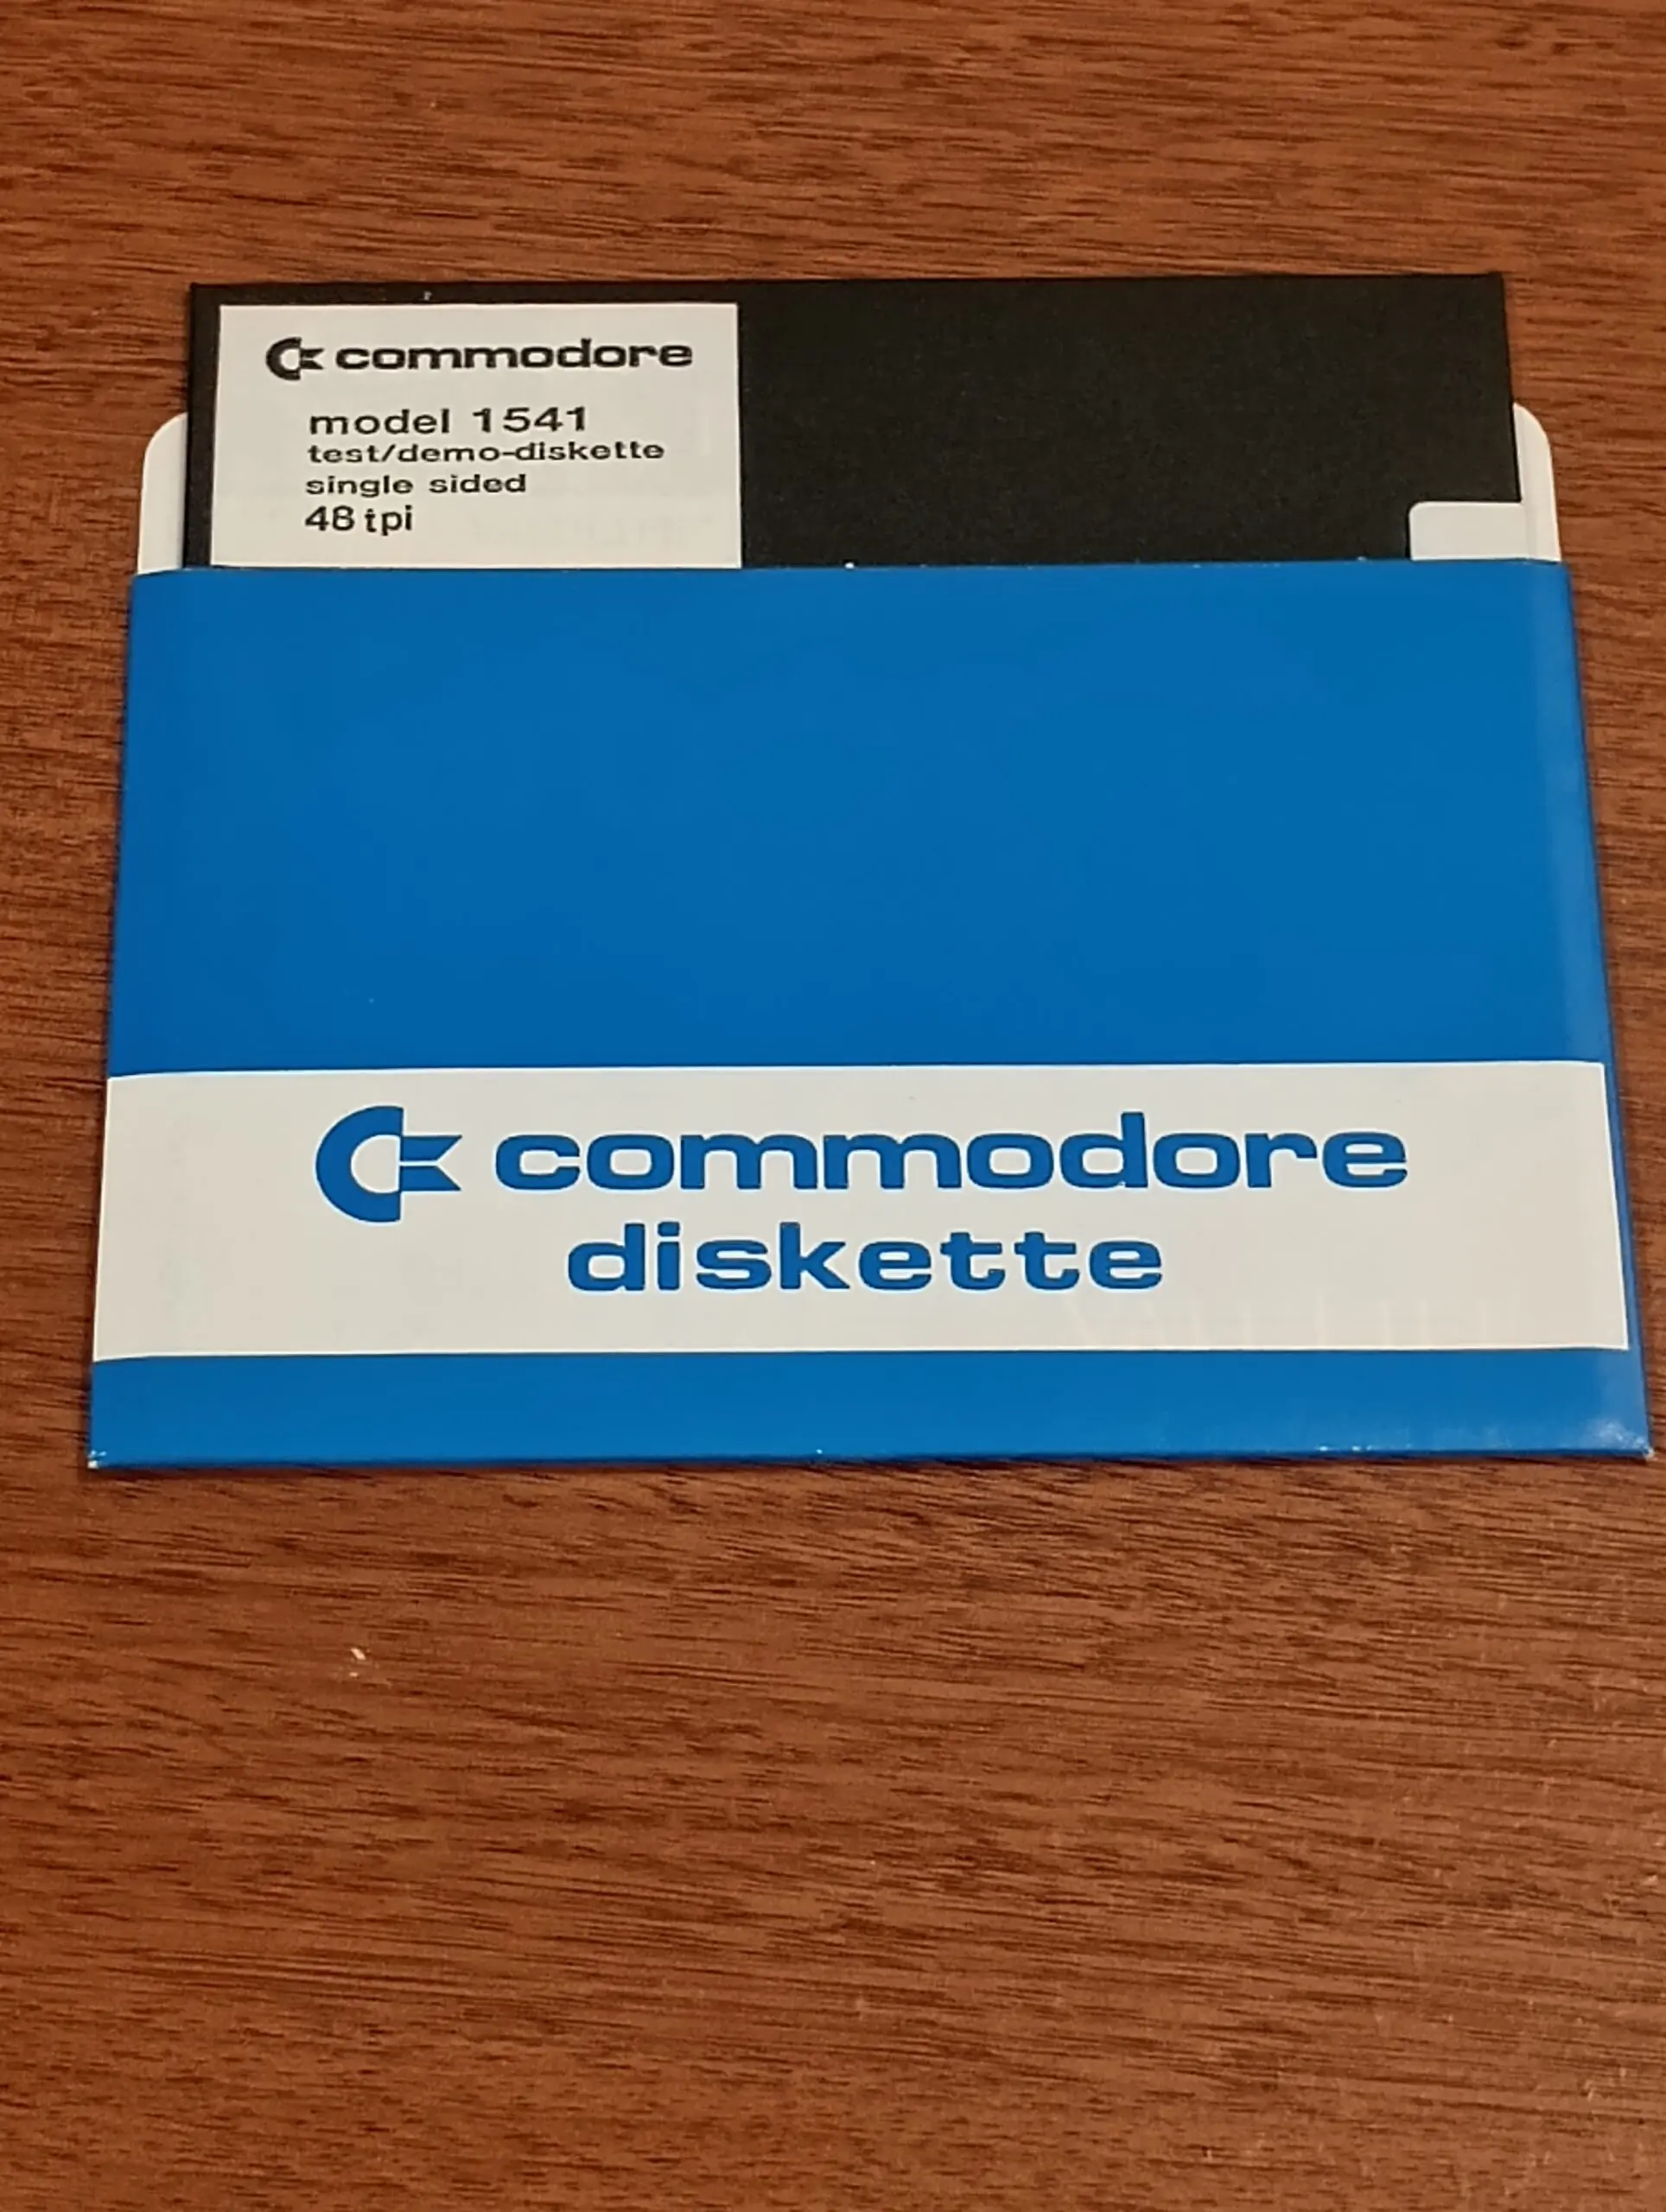 commodore
model 1541
test/demo-diskette
single sided
48 tpi
commodore
diskette